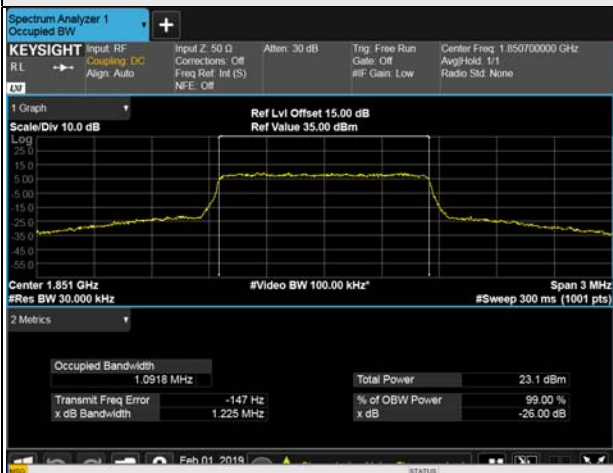 Spectrum Analyzer 1
Occupied BW
KEYSIGHT
RL
LXI
Input: RF
Coupling: DC
Align: Auto
Input Z: 50 Ω
Corrections: Off
Freq Ref: Int (S)
NFE: Off
Atten: 30 dB
Trig: Free Run
Gate: Off
#IF Gain: Low
Center Freq: 1.850700000 GHz
Avg|Hold: 1/1
Radio Std: None
1 Graph
Scale/Div 10.0 dB
Ref Lvl Offset 15.00 dB
Ref Value 35.00 dBm
Log
25.0
15.0
5.00
-5.00
-15.0
-25.0
-35.0
-45.0
-55.0
Center 1.851 GHz
#Res BW 30.000 kHz
#Video BW 100.00 kHz*
Span 3 MHz
#Sweep 300 ms (1001 pts)
2 Metrics
Occupied Bandwidth
1.0918 MHz
Total Power 23.1 dBm
Transmit Freq Error -147 Hz
% of OBW Power 99.00 %
x dB Bandwidth 1.225 MHz
x dB -26.00 dB
Feb 01, 2019
MSG
STATUS